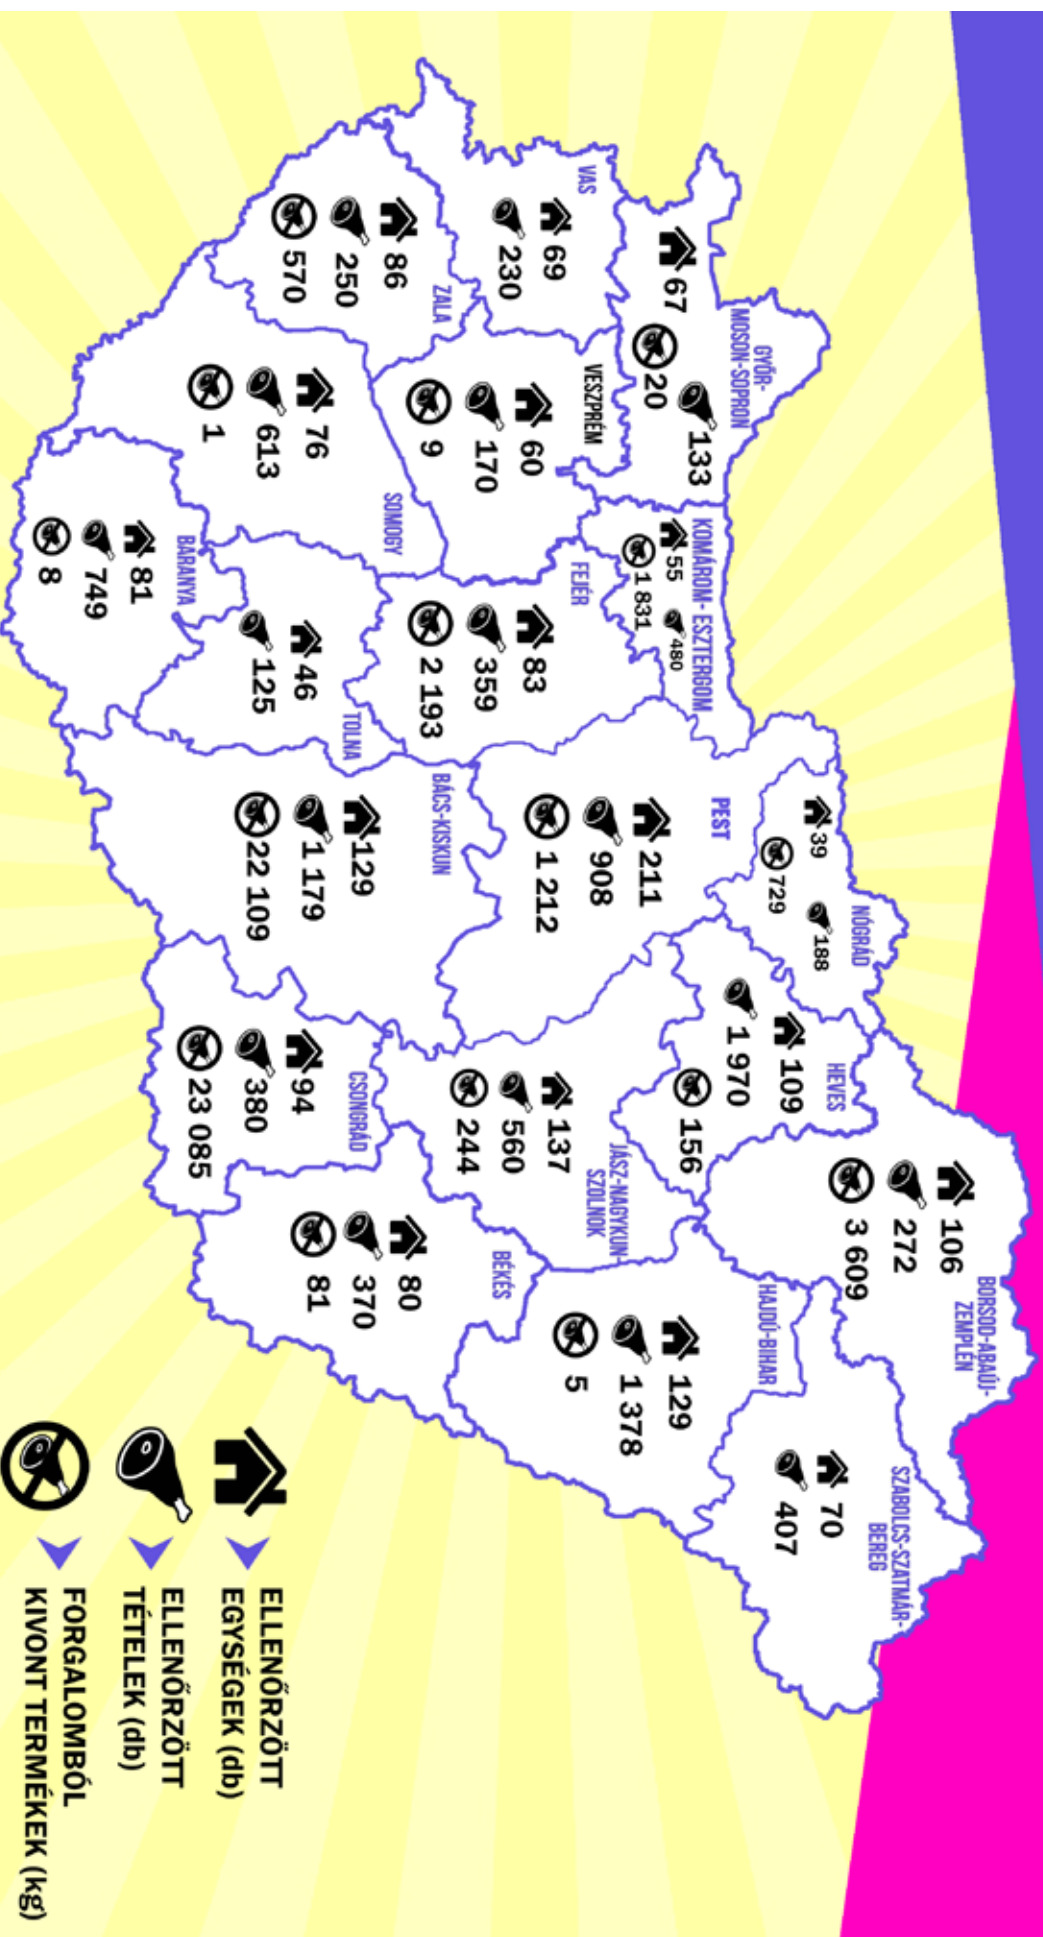 GYŐR-
MOSON-SOPRON
67
133
20
VAS
69
230
ZALA
86
250
570
VESZPRÉM
60
170
9
SOMOGY
76
613
1
BARANYA
81
749
8
KOMÁROM- ESZTERGOM
55
480
1 831
FEJÉR
83
359
2 193
TOLNA
46
125
PEST
211
908
1 212
BÁCS-KISKUN
129
1 179
22 109
NÓGRÁD
39
188
729
HEVES
109
1 970
156
JÁSZ-NAGYKUN-
SZOLNOK
137
560
244
CSONGRÁD
94
380
23 085
BÉKÉS
80
370
81
BORSOD-ABAÚJ-
ZEMPLÉN
106
272
3 609
HAJDÚ-BIHAR
129
1 378
5
SZABOLCS-SZATMÁR-
BEREG
70
407
ELLENŐRZÖTT
EGYSÉGEK (db)
ELLENŐRZÖTT
TÉTELEK (db)
FORGALOMBÓL
KIVONT TERMÉKEK (kg)